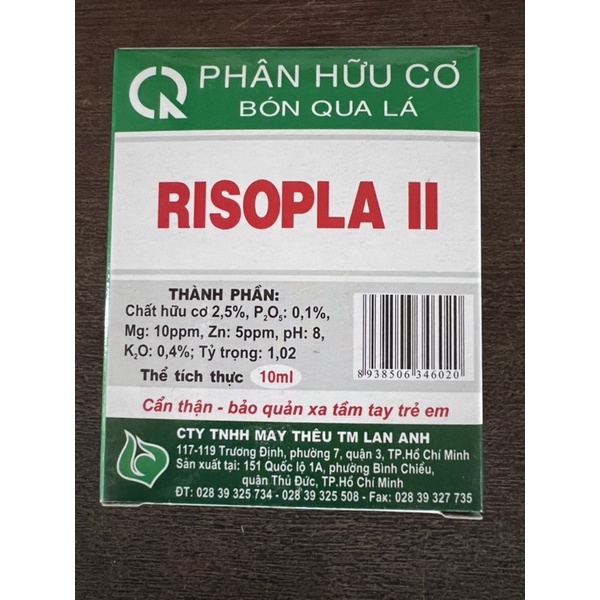 PHÂN HỮU CƠ
BÓN QUA LÁ
RISOPLA II
THÀNH PHẦN:
Chất hữu cơ 2,5%, P₂O₅: 0,1%,
Mg: 10ppm, Zn: 5ppm, pH: 8,
K₂O: 0,4%; Tỷ trọng: 1,02
Thể tích thực 10ml
8 938506 346020
Cẩn thận - bảo quản xa tầm tay trẻ em
CTY TNHH MAY THÊU TM LAN ANH
117-119 Trương Định, phường 7, quận 3, TP.Hồ Chí Minh
Sản xuất tại: 151 Quốc lộ 1A, phường Bình Chiểu,
quận Thủ Đức, TP.Hồ Chí Minh
ĐT: 028 39 325 734 - 028 39 325 508 - Fax: 028 39 327 735